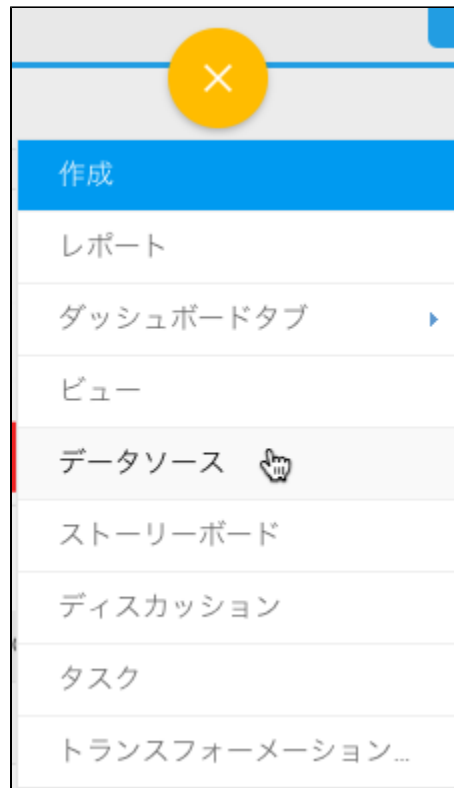 作成
レポート
ダッシュボードタブ
ビュー
データソース
ストーリーボード
ディスカッション
タスク
トランスフォーメーション...